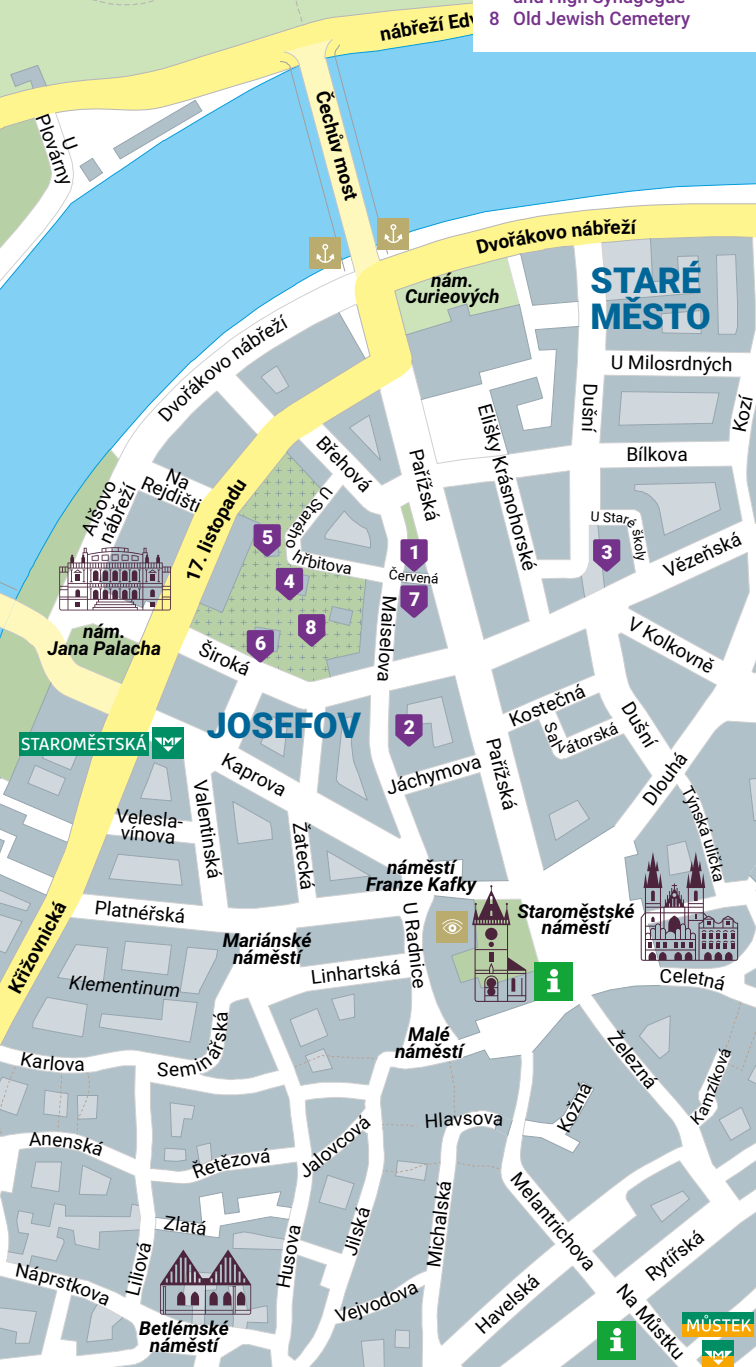 and High Synagogue
8 Old Jewish Cemetery
nábřeží Edv
U
Plovárny
Čechův most
Dvořákovo nábřeží
nám.
Curieových
STARÉ
MĚSTO
Dvořákovo nábřeží
U Milosrdných
Kozí
Dušní
Elišky Krásnohorské
Bílkova
Břehová
Pařížská
Na
Rejdišti
Alšovo
nábřeží
17. listopadu
U Starého
hřbitova
U Staré
školy
5
1
3
Vězeňská
4
Červená
7
8
6
Maiselova
nám.
Jana Palacha
Široká
V Kolkovně
2
JOSEFOV
Kostečná
Salvátorská
Dušní
STAROMĚSTSKÁ
M
Kaprova
Jáchymova
Pařížská
Dlouhá
Týnská ulička
Velesla-
vínova
Valentinská
Žatecká
náměstí
Franze Kafky
Platnéřská
U Radnice
Staroměstské
náměstí
Křižovnická
Mariánské
náměstí
Klementinum
Linhartská
i
Celetná
Malé
náměstí
Seminářská
Karlova
Železná
Kamzíková
Kožná
Hlavsova
Anenská
Řetězová
Jalovcová
Melantrichova
Michalská
Jilská
Zlatá
Liliová
Husova
Náprstkova
Rytířská
Havelská
Vejvodova
Na Můstku
Betlémské
náměstí
i
MŮSTEK
M